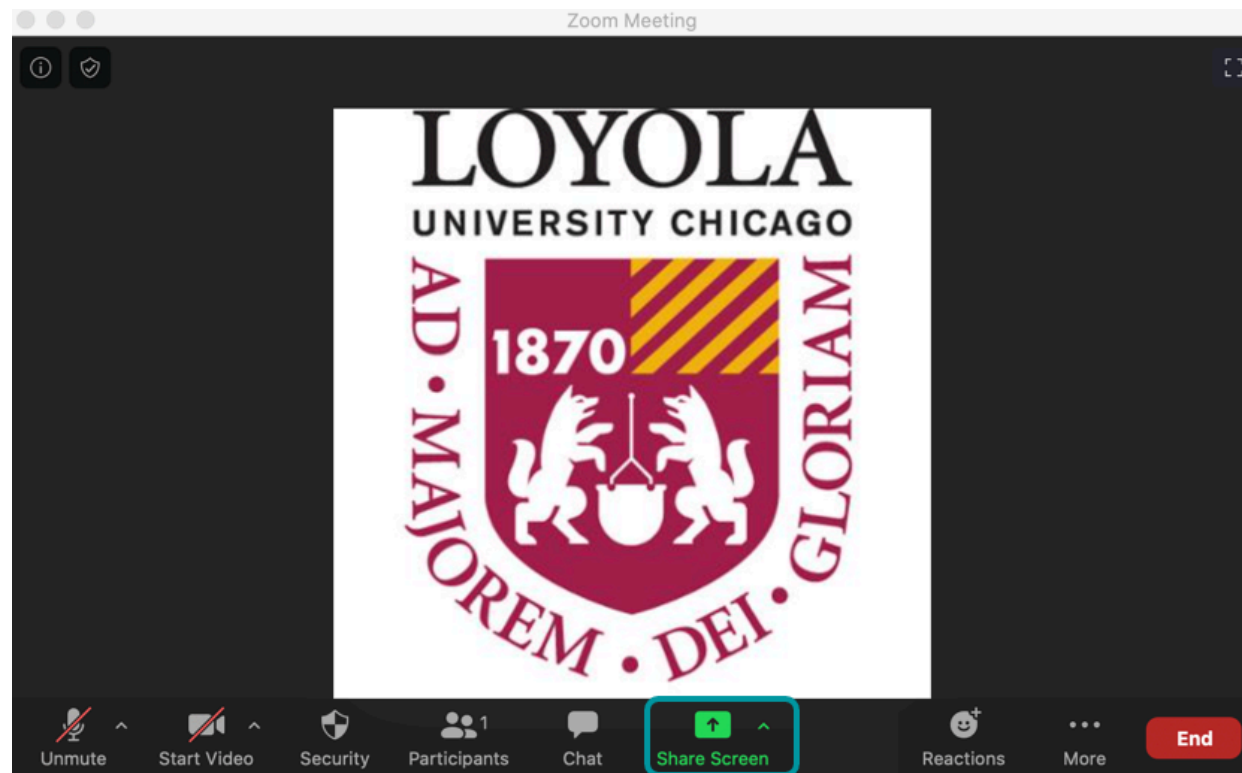 Zoom Meeting
LOYOLA
UNIVERSITY CHICAGO
1870
AD • MAJOREM • DEI • GLORIAM
1
Unmute
Start Video
Security
Participants
Chat
Share Screen
Reactions
More
End